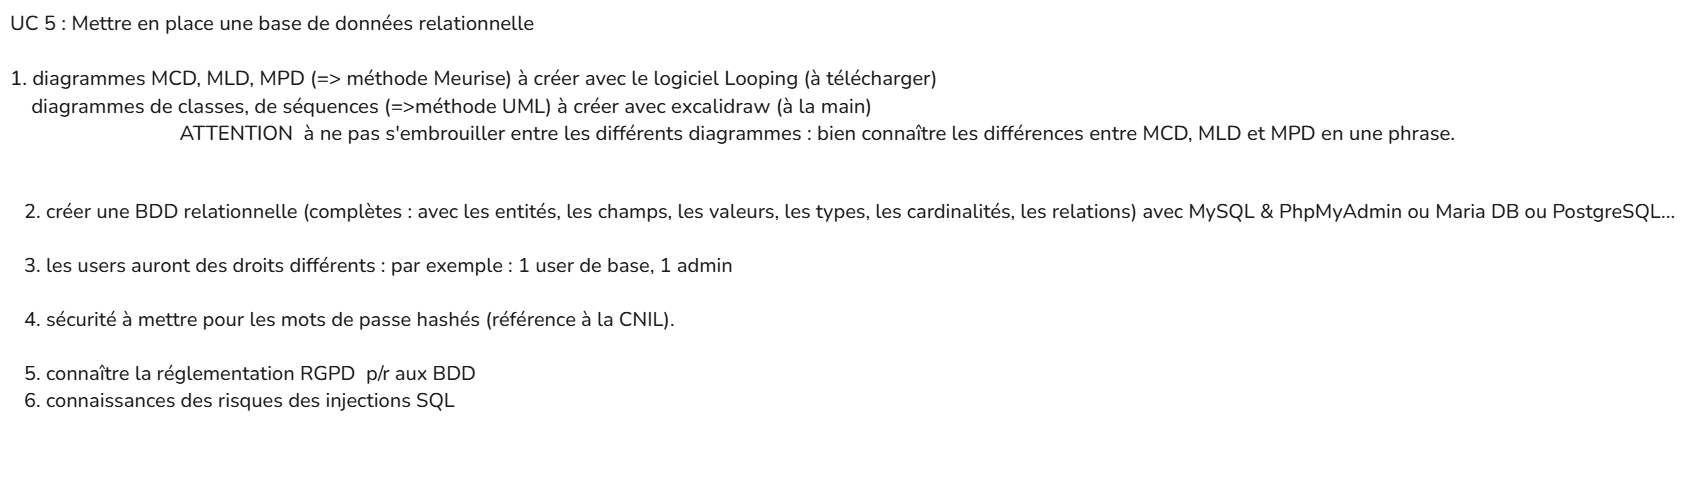 UC 5 : Mettre en place une base de données relationnelle
1. diagrammes MCD, MLD, MPD (=> méthode Meurise) à créer avec le logiciel Looping (à télécharger)
diagrammes de classes, de séquences (=>méthode UML) à créer avec excalidraw (à la main)
ATTENTION  à ne pas s'embrouiller entre les différents diagrammes : bien connaître les différences entre MCD, MLD et MPD en une phrase.
2. créer une BDD relationnelle (complètes : avec les entités, les champs, les valeurs, les types, les cardinalités, les relations) avec MySQL & PhpMyAdmin ou Maria DB ou PostgreSQL...
3. les users auront des droits différents : par exemple : 1 user de base, 1 admin
4. sécurité à mettre pour les mots de passe hashés (référence à la CNIL).
5. connaître la réglementation RGPD  p/r aux BDD
6. connaissances des risques des injections SQL